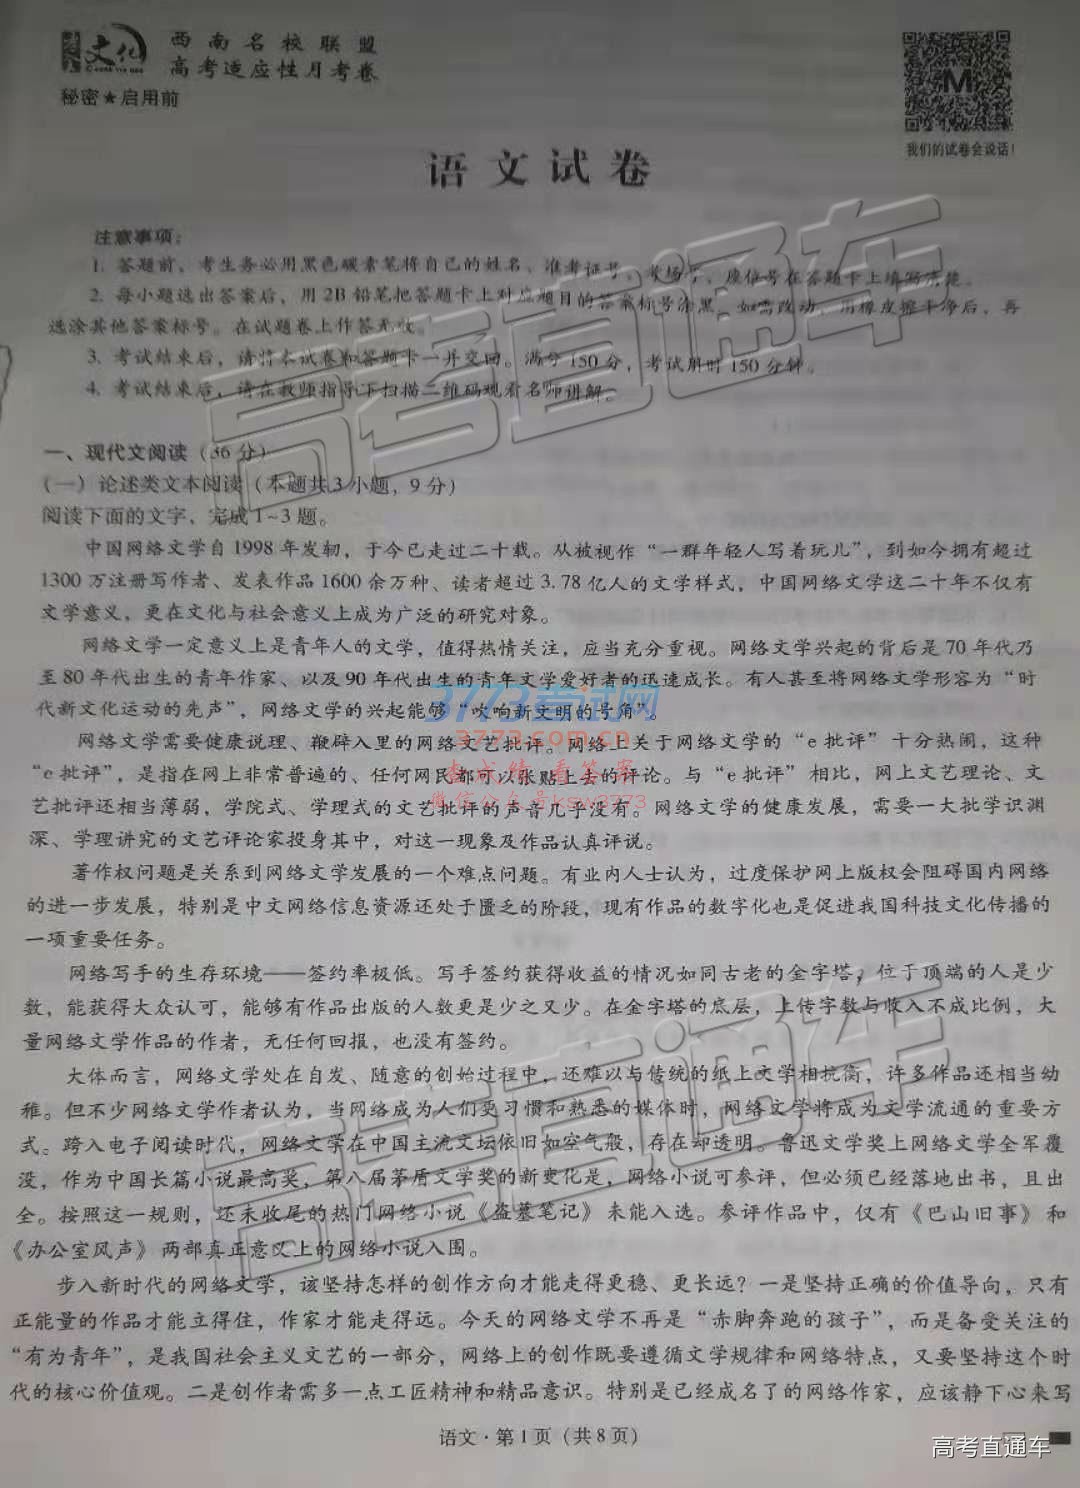 文化
西南名校联盟
高考适应性月考卷
秘密★启用前
M
我们的试卷会说话！
语文试卷
注意事项：
1. 答题前，考生务必用黑色碳素笔将自己的姓名、准考证号、考场号、座位号在答题卡上填写清楚。
2. 每小题选出答案后，用 2B 铅笔把答题卡上对应题目的答案标号涂黑。如需改动，用橡皮擦干净后，再
选涂其他答案标号。在试题卷上作答无效。
3. 考试结束后，请将本试卷和答题卡一并交回。满分 150 分，考试用时 150 分钟。
4. 考试结束后，请在教师指导下扫描二维码观看名师讲解。
一、现代文阅读（36 分）
（一）论述类文本阅读（本题共 3 小题，9 分）
阅读下面的文字，完成 1~3 题。
中国网络文学自 1998 年发轫，于今已走过二十载。从被视作“一群年轻人写着玩儿”，到如今拥有超过
1300 万注册写作者、发表作品 1600 余万种、读者超过 3.78 亿人的文学样式，中国网络文学这二十年不仅有
文学意义，更在文化与社会意义上成为广泛的研究对象。
网络文学一定意义上是青年人的文学，值得热情关注，应当充分重视。网络文学兴起的背后是 70 年代乃
至 80 年代出生的青年作家、以及 90 年代出生的青年文学爱好者的迅速成长。有人甚至将网络文学形容为“时
代新文化运动的先声”，网络文学的兴起能够“吹响新文明的号角”。
网络文学需要健康说理、鞭辟入里的网络文艺批评。网络上关于网络文学的“e 批评”十分热闹，这种
“e 批评”，是指在网上非常普遍的、任何网民都可以张贴上去的评论。与“e 批评”相比，网上文艺理论、文
艺批评还相当薄弱，学院式、学理式的文艺批评的声音几乎没有。网络文学的健康发展，需要一大批学识渊
深、学理讲究的文艺评论家投身其中，对这一现象及作品认真评说。
著作权问题是关系到网络文学发展的一个难点问题。有业内人士认为，过度保护网上版权会阻碍国内网络
的进一步发展，特别是中文网络信息资源还处于匮乏的阶段，现有作品的数字化也是促进我国科技文化传播的
一项重要任务。
网络写手的生存环境——签约率极低。写手签约获得收益的情况如同古老的金字塔，位于顶端的人是少
数，能获得大众认可，能够有作品出版的人数更是少之又少。在金字塔的底层，上传字数与收入不成比例，大
量网络文学作品的作者，无任何回报，也没有签约。
大体而言，网络文学处在自发、随意的创始过程中，还难以与传统的纸上文学相抗衡，许多作品还相当幼
稚。但不少网络文学作者认为，当网络成为人们更习惯和熟悉的媒体时，网络文学将成为文学流通的重要方
式。跨入电子阅读时代，网络文学在中国主流文坛依旧如空气般，存在却透明。鲁迅文学奖上网络文学全军覆
没，作为中国长篇小说最高奖，第八届茅盾文学奖的新变化是，网络小说可参评，但必须已经落地出书，且出
全。按照这一规则，还未收尾的热门网络小说《盗墓笔记》未能入选。参评作品中，仅有《巴山旧事》和
《办公室风声》两部真正意义上的网络小说入围。
步入新时代的网络文学，该坚持怎样的创作方向才能走得更稳、更长远？一是坚持正确的价值导向，只有
正能量的作品才能立得住，作家才能走得远。今天的网络文学不再是“赤脚奔跑的孩子”，而是备受关注的
“有为青年”，是我国社会主义文艺的一部分，网络上的创作既要遵循文学规律和网络特点，又要坚持这个时
代的核心价值观。二是创作者需多一点工匠精神和精品意识。特别是已经成名了的网络作家，应该静下心来写
语文·第 1 页（共 8 页）
高考直通车
高考直通车
3773考试网
3773.com.cn
查成绩 看答案
微信公众号ksw3773
高考直通车